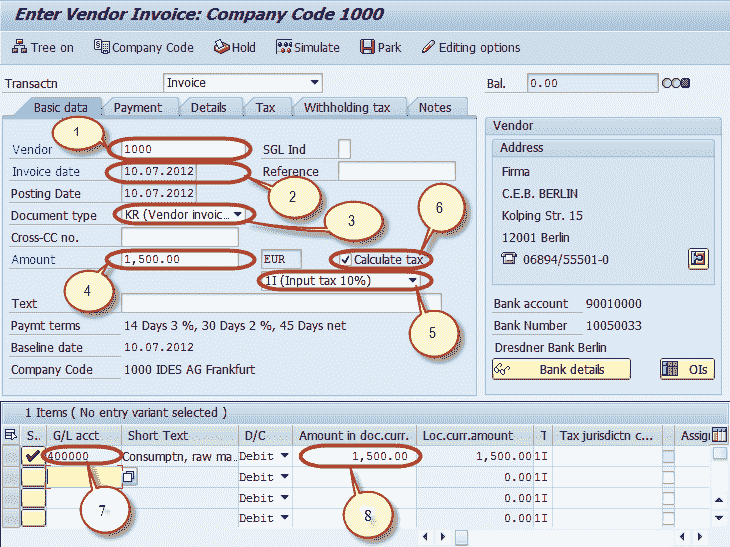 Enter Vendor Invoice: Company Code 1000
Tree on Company Code Hold Simulate Park Editing options
Transactn Invoice Bal. 0.00
Basic data Payment Details Tax Withholding tax Notes
1
Vendor 1000 SGL Ind
Invoice date 10.07.2012 Reference
Posting Date 10.07.2012
2
Document type KR (Vendor invoic...
3
6
Cross-CC no.
Amount 1,500.00 EUR Calculate tax
4
1I (Input tax 10%)
5
Text
Paymt terms 14 Days 3 %, 30 Days 2 %, 45 Days net
Baseline date 10.07.2012
Company Code 1000 IDES AG Frankfurt
Vendor
Address
Firma
C.E.B. BERLIN
Kolping Str. 15
12001 Berlin
06894/55501-0
Bank account 90010000
Bank Number 10050033
Dresdner Bank Berlin
Bank details OIs
1 Items ( No entry variant selected )
S.. G/L acct Short Text D/C Amount in doc.curr. Loc.curr.amount T Tax jurisdictn c... Assig
400000 Consumptn, raw ma... Debit 1,500.00 1,500.00 1I
Debit 0.00 1I
Debit 0.00 1I
Debit 0.00 1I
7
8